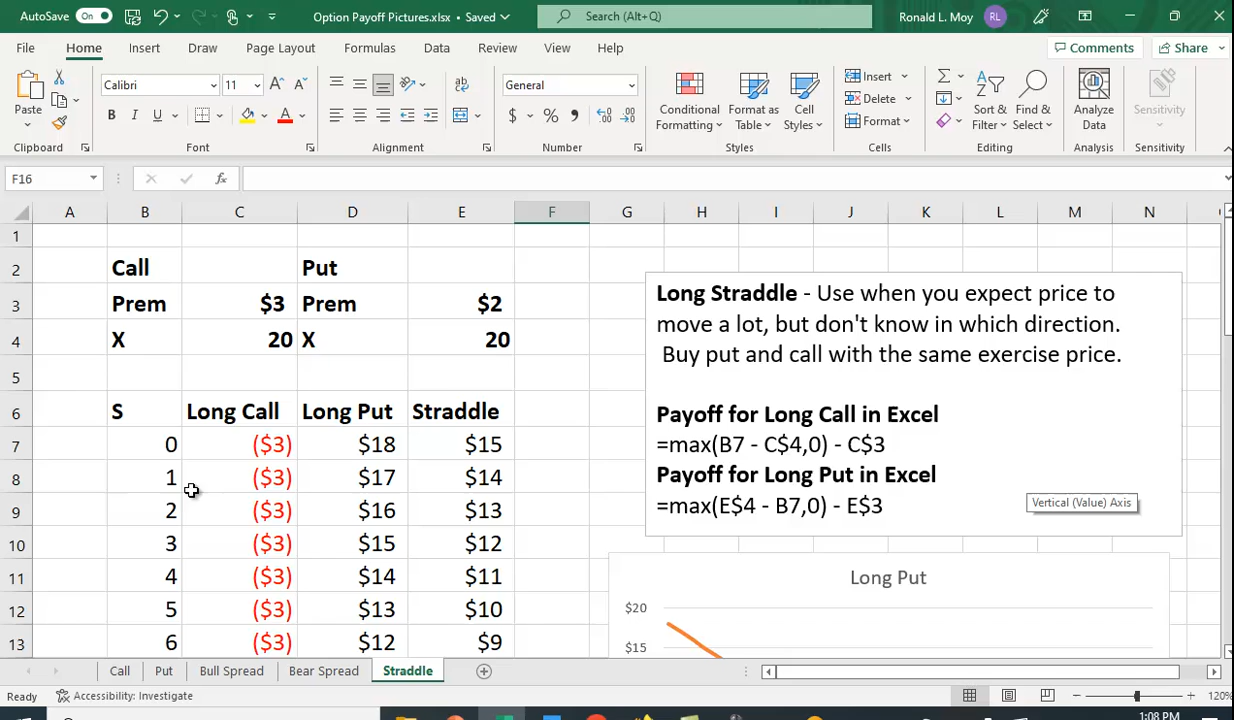 AutoSave On Option Payoff Pictures.xlsx • Saved Search (Alt+Q) Ronald L. Moy RL
File Home Insert Draw Page Layout Formulas Data Review View Help Comments Share
Paste Calibri 11 A A General Conditional Formatting Format as Table Cell Styles Insert Delete Format Sort & Filter Find & Select Analyze Data Sensitivity
B I U A $ % 
Clipboard Font Alignment Number Styles Cells Editing Analysis Sensitivity
F16 fx
A B C D E F G H I J K L M N
1
2 Call Put
3 Prem $3 Prem $2
4 X 20 X 20
5
6 S Long Call Long Put Straddle
7 0 ($3) $18 $15
8 1 ($3) $17 $14
9 2 ($3) $16 $13
10 3 ($3) $15 $12
11 4 ($3) $14 $11
12 5 ($3) $13 $10
13 6 ($3) $12 $9
Long Straddle - Use when you expect price to
move a lot, but don't know in which direction.
Buy put and call with the same exercise price.
Payoff for Long Call in Excel
=max(B7 - C$4,0) - C$3
Payoff for Long Put in Excel
=max(E$4 - B7,0) - E$3
Vertical (Value) Axis
Long Put
$20
$15
Call Put Bull Spread Bear Spread Straddle
Ready Accessibility: Investigate 120%
1:08 PM